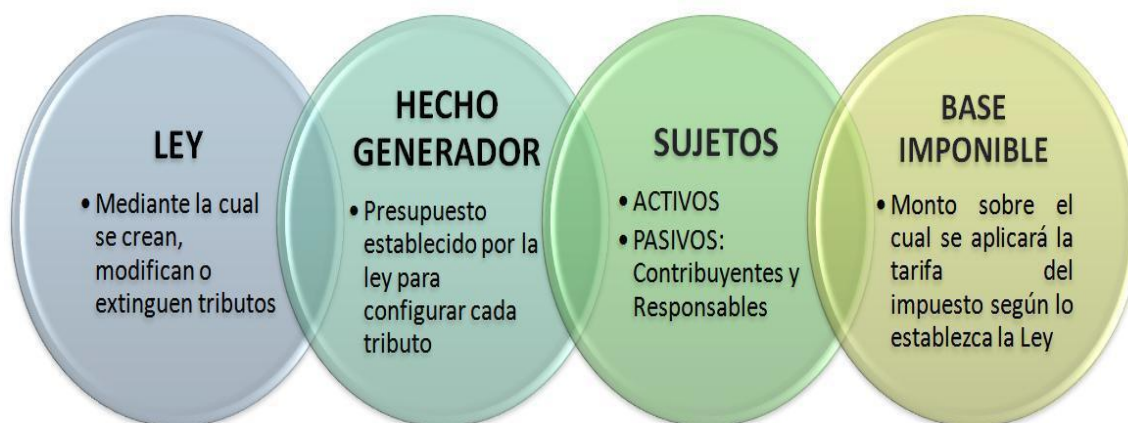 LEY
• Mediante la cual
se crean,
modifican o
extinguen tributos
HECHO
GENERADOR
• Presupuesto
establecido por la
ley para
configurar cada
tributo
SUJETOS
• ACTIVOS
• PASIVOS:
Contribuyentes y
Responsables
BASE
IMPONIBLE
• Monto sobre el
cual se aplicará la
tarifa del
impuesto según lo
establezca la Ley